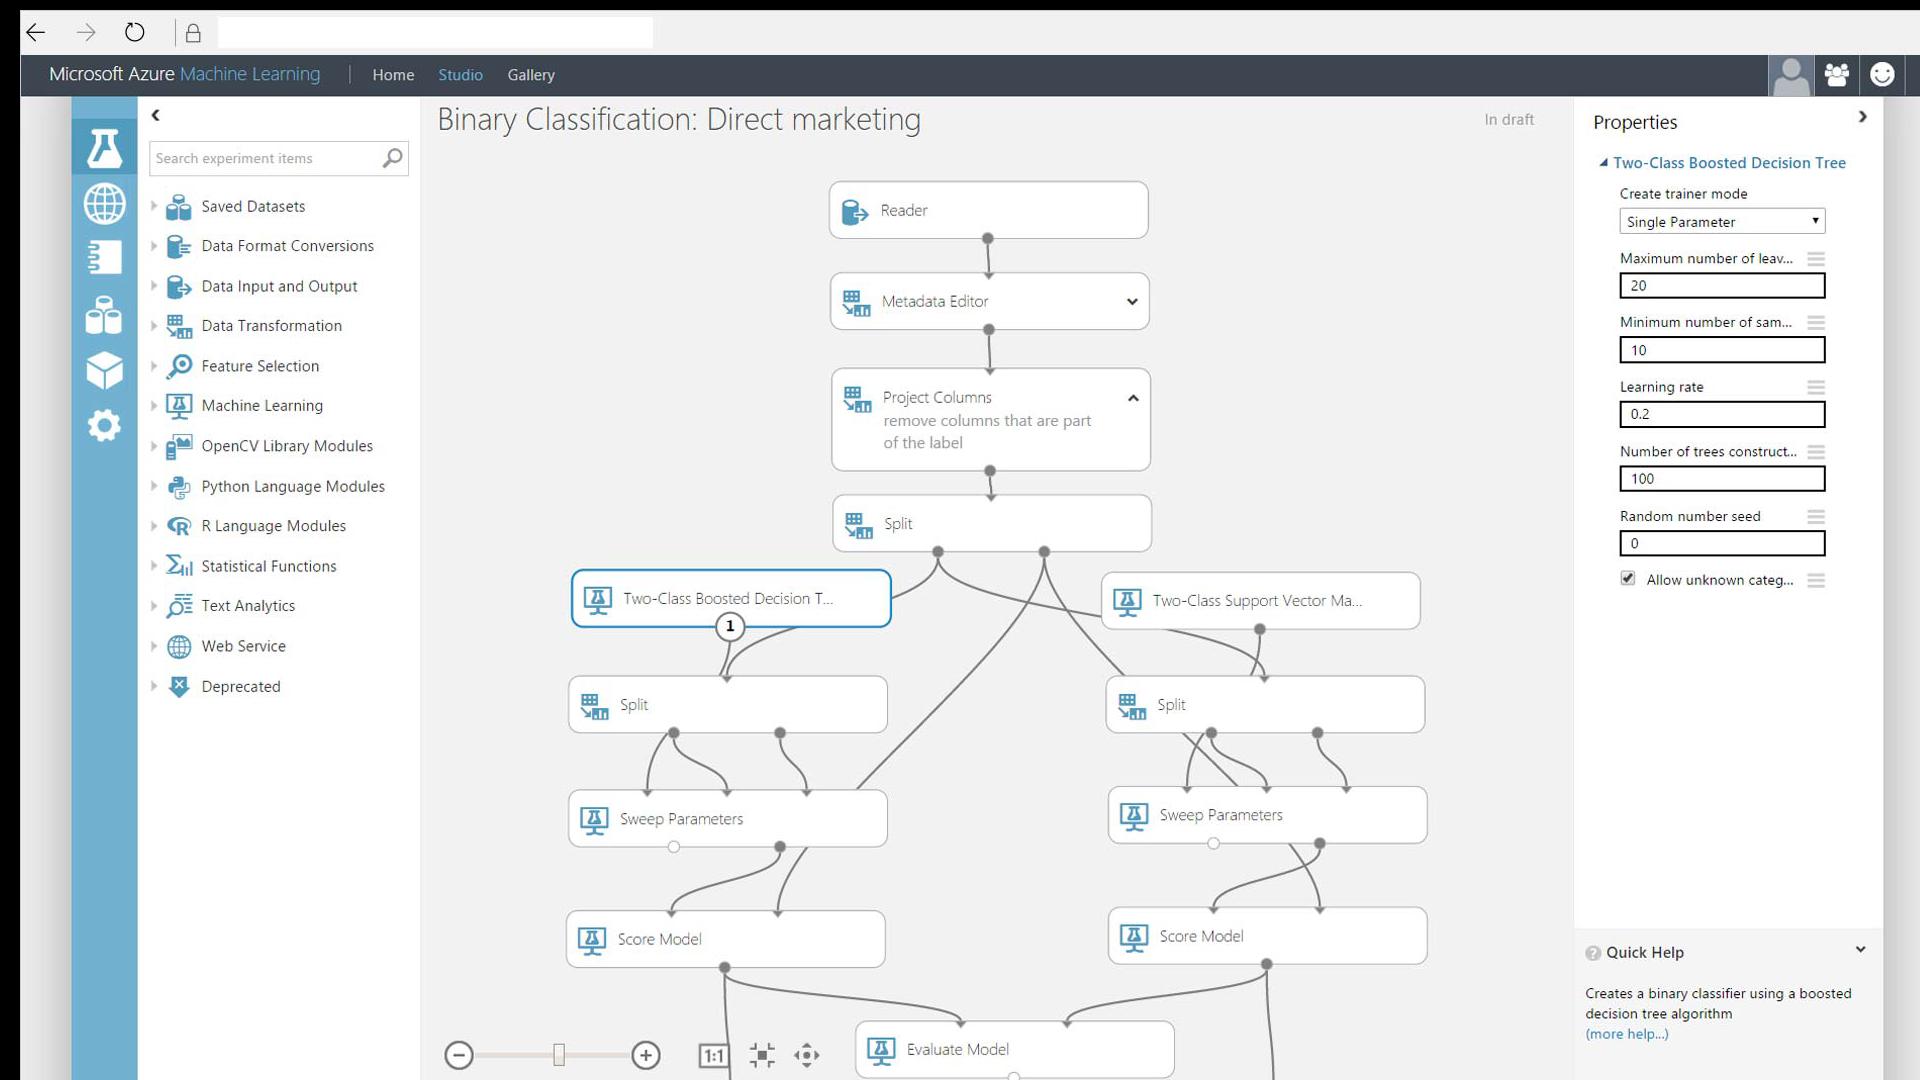 Microsoft Azure Machine Learning | Home Studio Gallery
Search experiment items
Saved Datasets
Data Format Conversions
Data Input and Output
Data Transformation
Feature Selection
Machine Learning
OpenCV Library Modules
Python Language Modules
R Language Modules
Statistical Functions
Text Analytics
Web Service
Deprecated
Binary Classification: Direct marketing
In draft
Reader
Metadata Editor
Project Columns
remove columns that are part
of the label
Split
Two-Class Boosted Decision T...
1
Two-Class Support Vector Ma...
Split
Split
Sweep Parameters
Sweep Parameters
Score Model
Score Model
Evaluate Model
1:1
Properties
Two-Class Boosted Decision Tree
Create trainer mode
Single Parameter
Maximum number of leav...
20
Minimum number of sam...
10
Learning rate
0.2
Number of trees construct...
100
Random number seed
0
Allow unknown categ...
? Quick Help
Creates a binary classifier using a boosted
decision tree algorithm
(more help...)